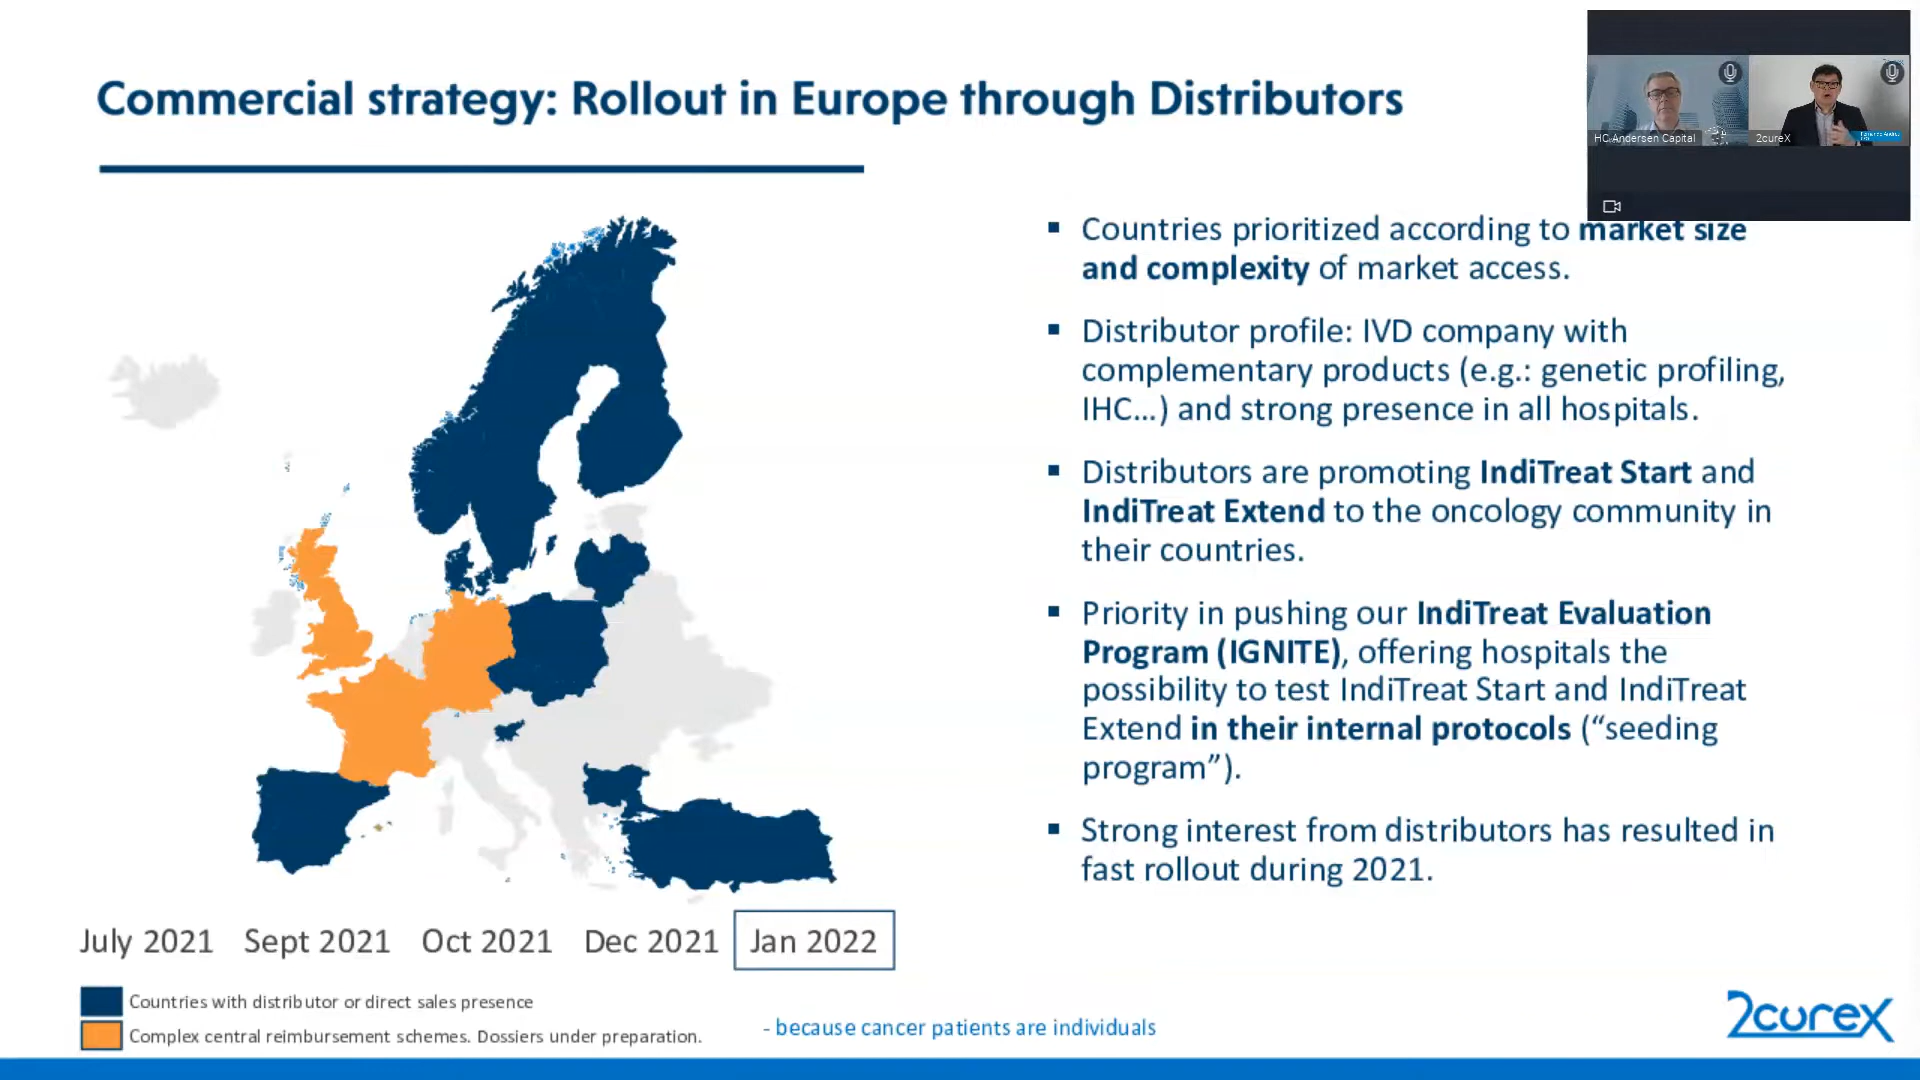 Commercial strategy: Rollout in Europe through Distributors
HC Andersen Capital
2cureX
▪ Countries prioritized according to market size
and complexity of market access.
▪ Distributor profile: IVD company with
complementary products (e.g.: genetic profiling,
IHC...) and strong presence in all hospitals.
▪ Distributors are promoting IndiTreat Start and
IndiTreat Extend to the oncology community in
their countries.
▪ Priority in pushing our IndiTreat Evaluation
Program (IGNITE), offering hospitals the
possibility to test IndiTreat Start and IndiTreat
Extend in their internal protocols (“seeding
program”).
▪ Strong interest from distributors has resulted in
fast rollout during 2021.
July 2021 Sept 2021 Oct 2021 Dec 2021 Jan 2022
Countries with distributor or direct sales presence
Complex central reimbursement schemes. Dossiers under preparation.
- because cancer patients are individuals
2curex